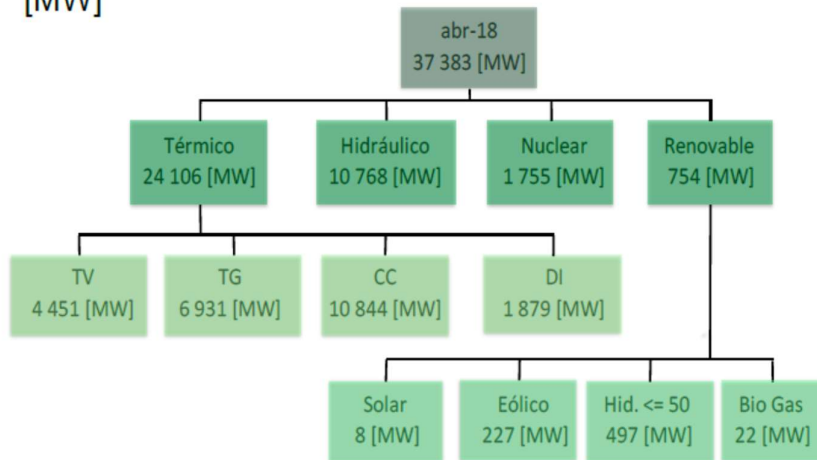 [MW]
abr-18
37 383 [MW]
Térmico
24 106 [MW]
Hidráulico
10 768 [MW]
Nuclear
1 755 [MW]
Renovable
754 [MW]
TV
4 451 [MW]
TG
6 931 [MW]
CC
10 844 [MW]
DI
1 879 [MW]
Solar
8 [MW]
Eólico
227 [MW]
Hid. <= 50
497 [MW]
Bio Gas
22 [MW]